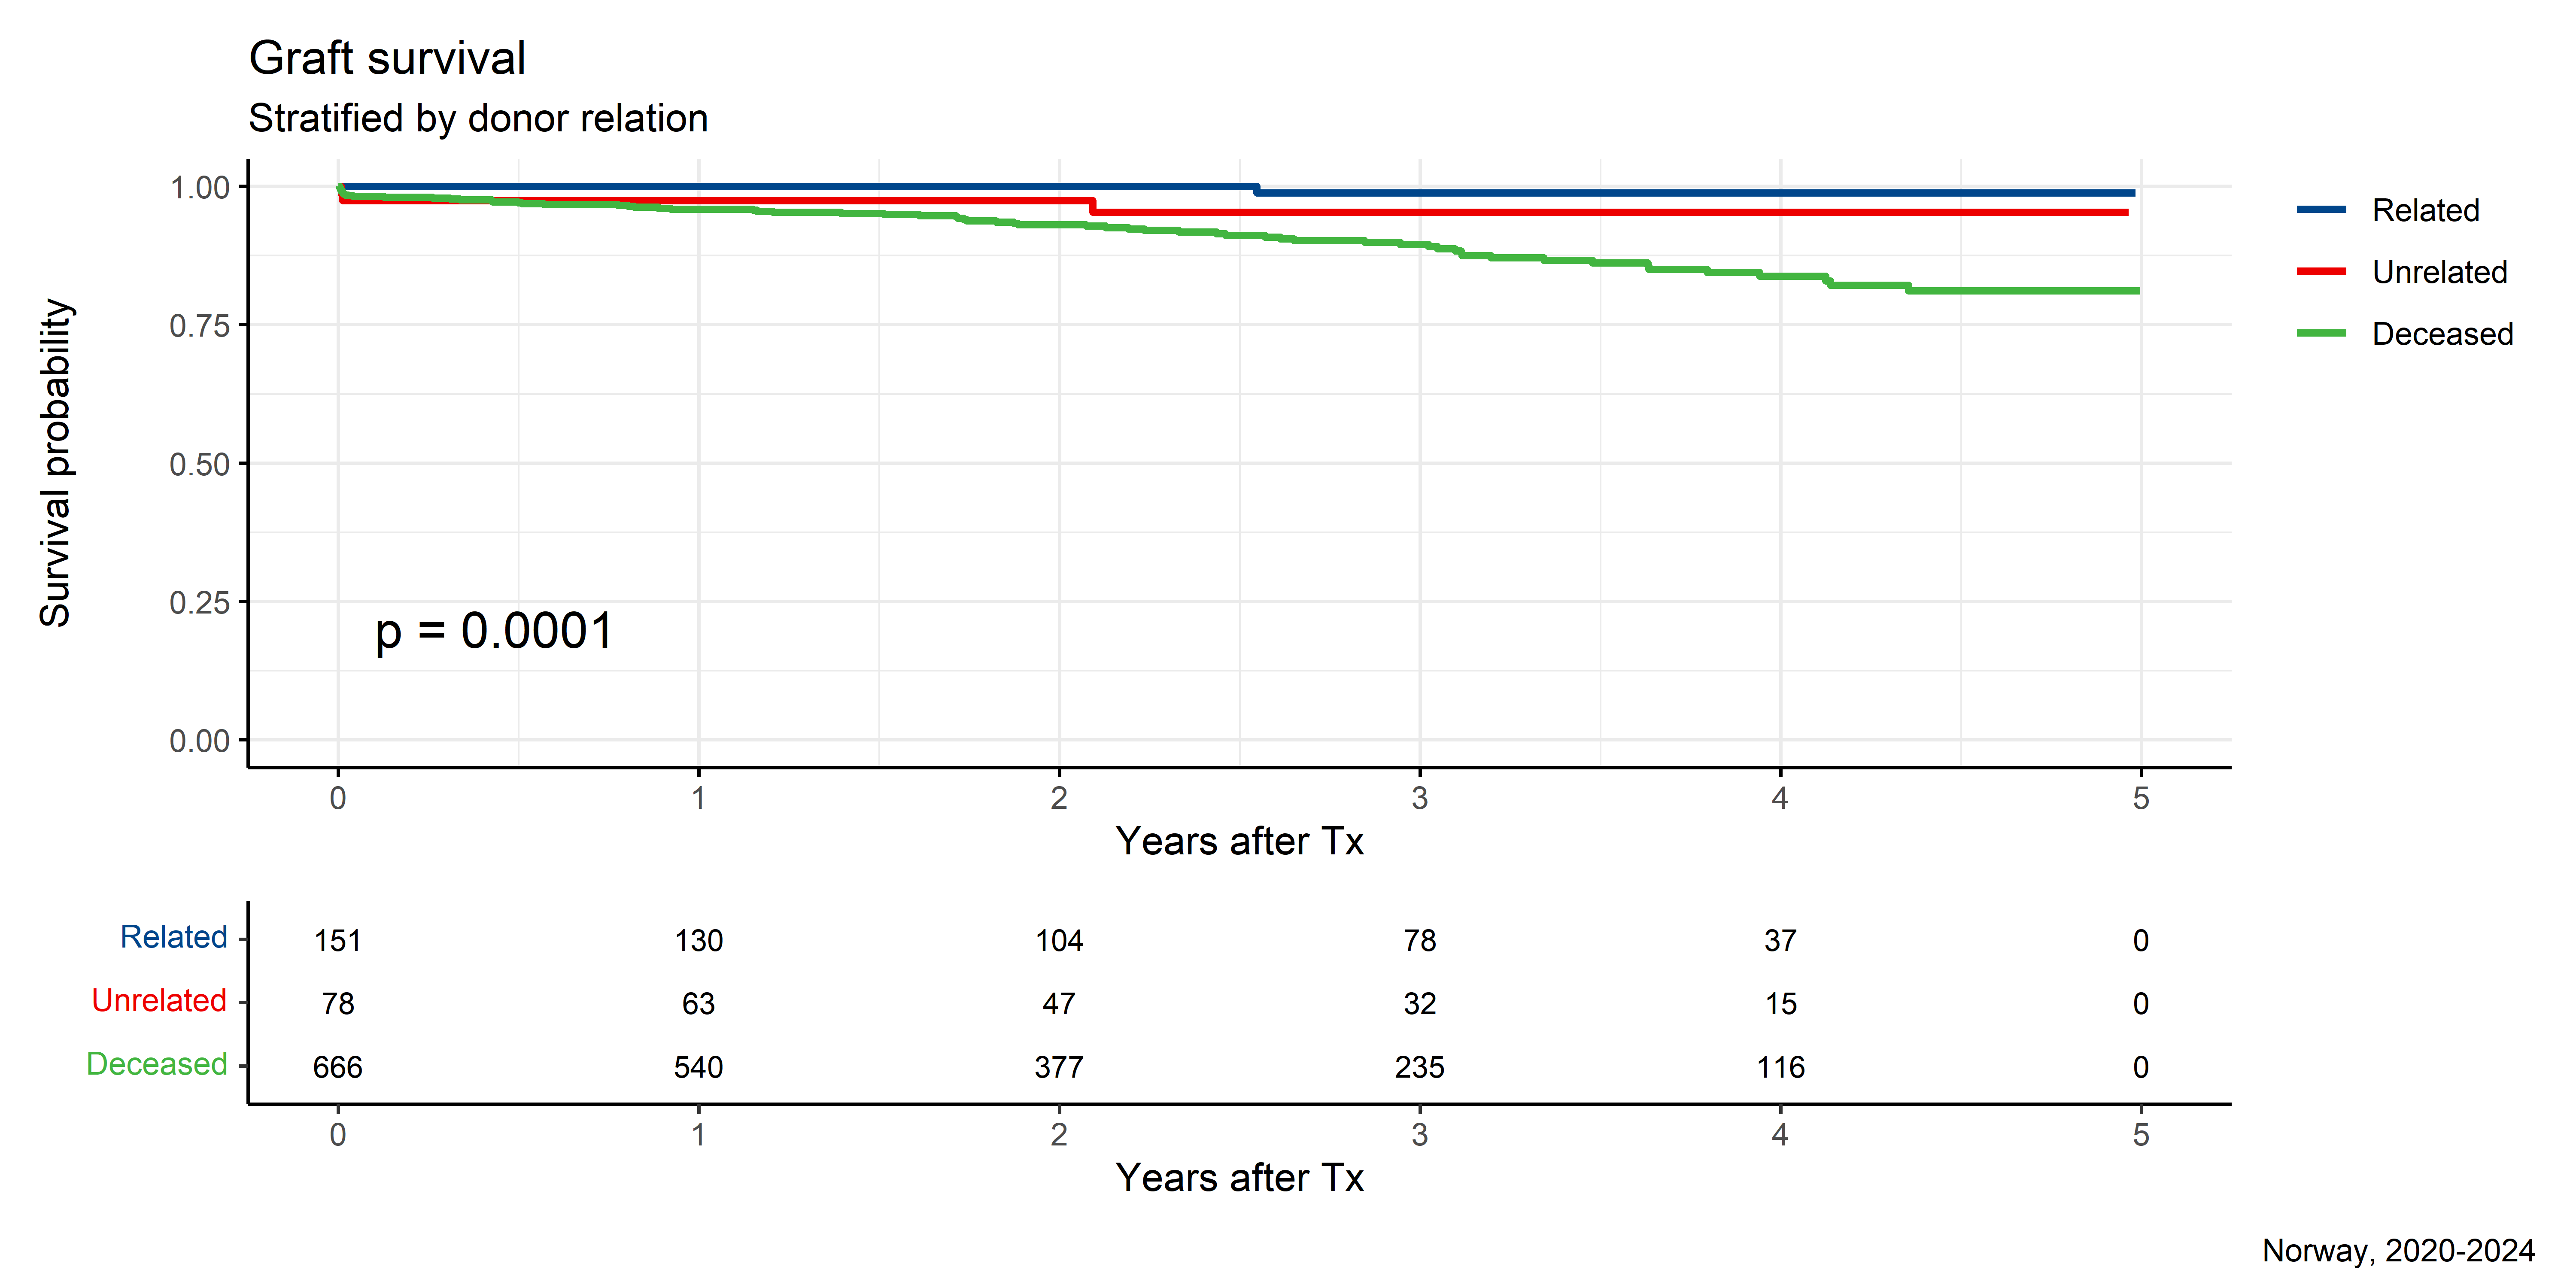 Graft survival
Stratified by donor relation
Survival probability
1.00
0.75
0.50
0.25
0.00
p = 0.0001
0 1 2 3 4 5
Years after Tx
Related
Unrelated
Deceased
Related 151 130 104 78 37 0
Unrelated 78 63 47 32 15 0
Deceased 666 540 377 235 116 0
0 1 2 3 4 5
Years after Tx
Norway, 2020-2024